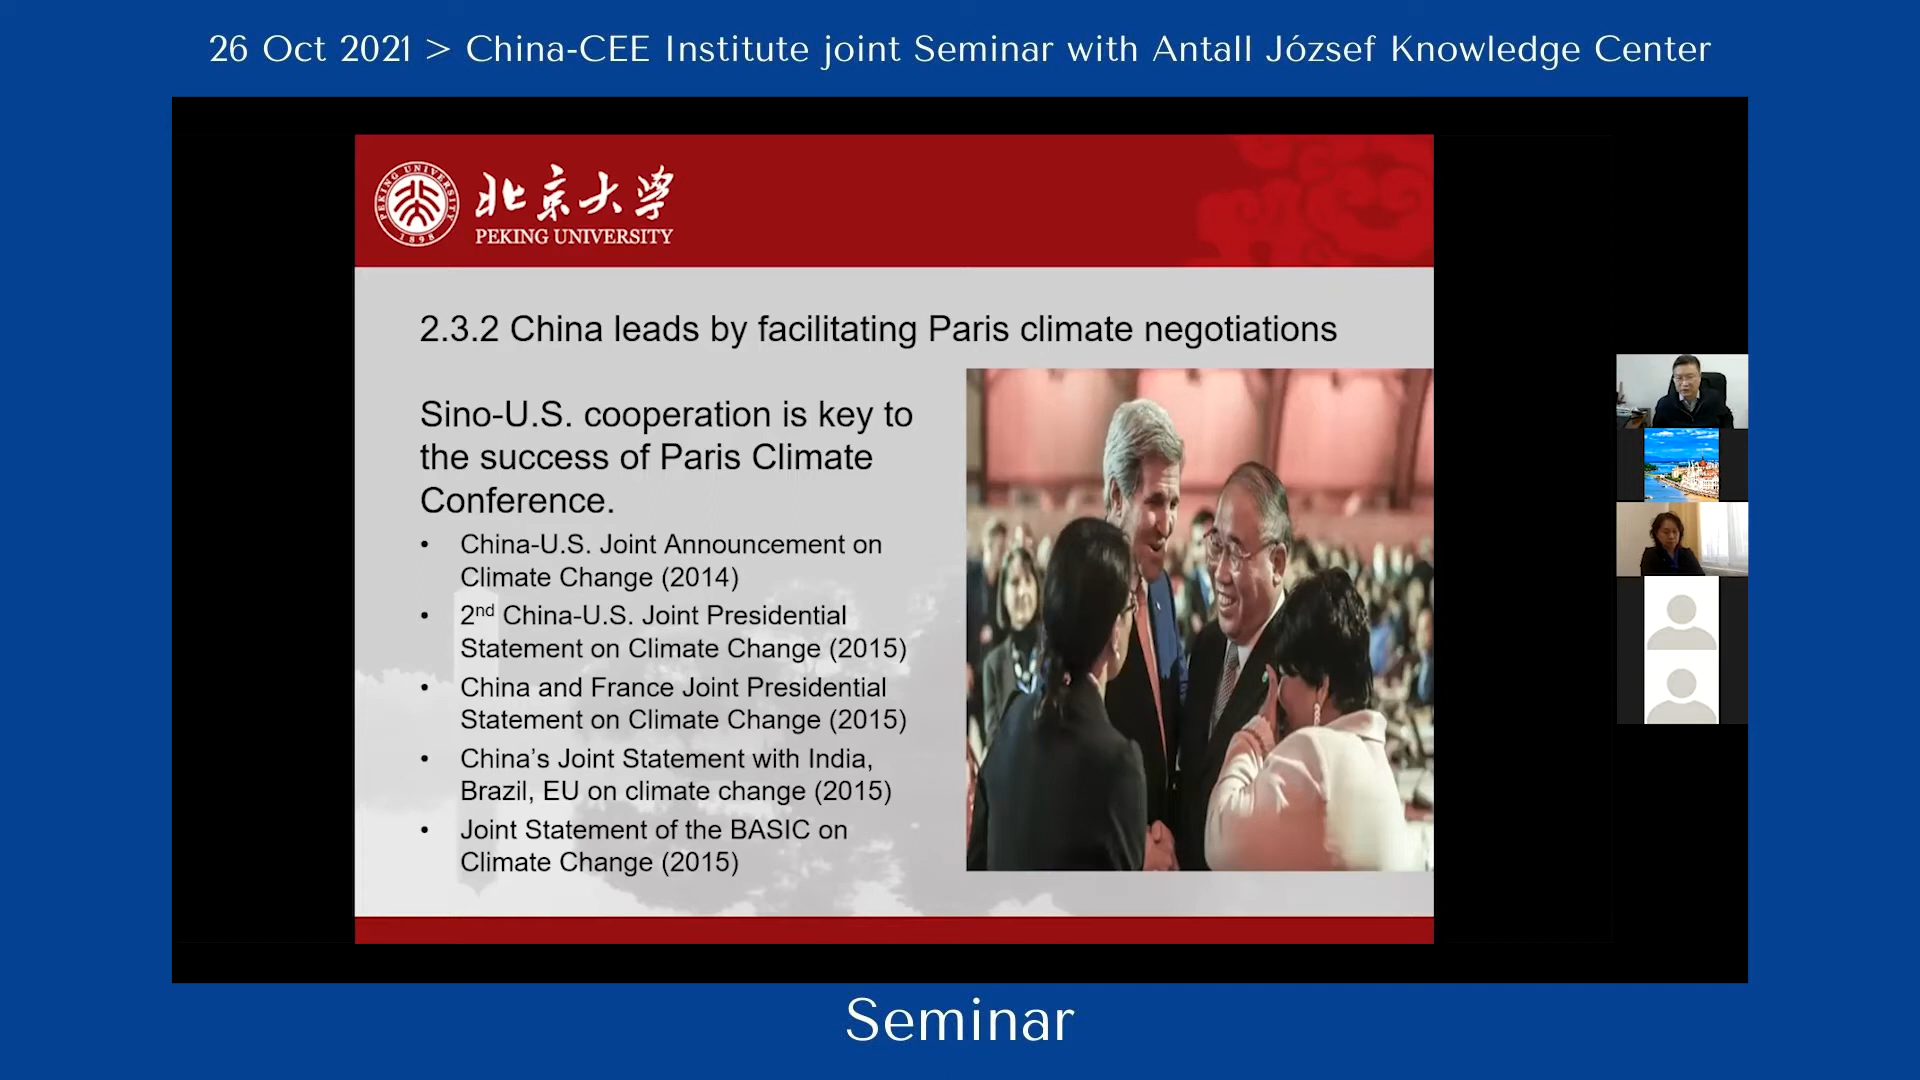 26 Oct 2021 > China-CEE Institute joint Seminar with Antall József Knowledge Center
PEKING UNIVERSITY
1898
北京大学
PEKING UNIVERSITY
2.3.2 China leads by facilitating Paris climate negotiations
Sino-U.S. cooperation is key to
the success of Paris Climate
Conference.
• China-U.S. Joint Announcement on
Climate Change (2014)
• 2nd China-U.S. Joint Presidential
Statement on Climate Change (2015)
• China and France Joint Presidential
Statement on Climate Change (2015)
• China’s Joint Statement with India,
Brazil, EU on climate change (2015)
• Joint Statement of the BASIC on
Climate Change (2015)
Seminar